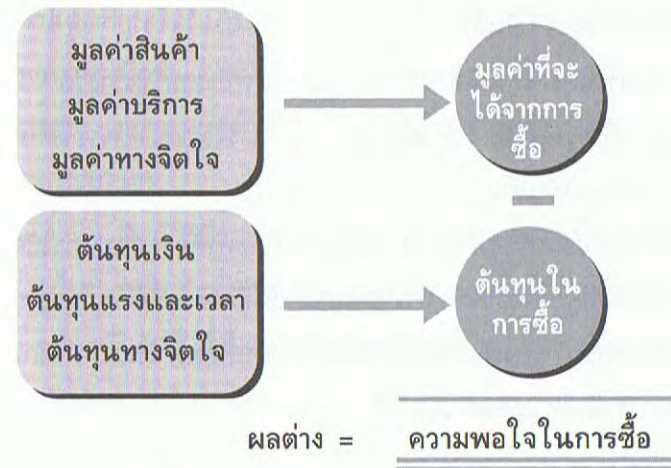 มูลค่าสินค้า
มูลค่าบริการ
มูลค่าทางจิตใจ
มูลค่าที่จะ
ได้จากการ
ซื้อ
ต้นทุนเงิน
ต้นทุนแรงและเวลา
ต้นทุนทางจิตใจ
ต้นทุนใน
การซื้อ
ผลต่าง = ความพอใจในการซื้อ